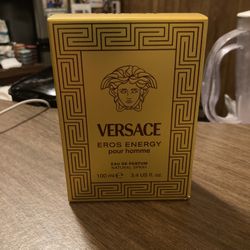 VERSACE
EROS ENERGY
pour homme
EAU DE PARFUM
NATURAL SPRAY
100 ml ℮ 3.4 US fl. oz.